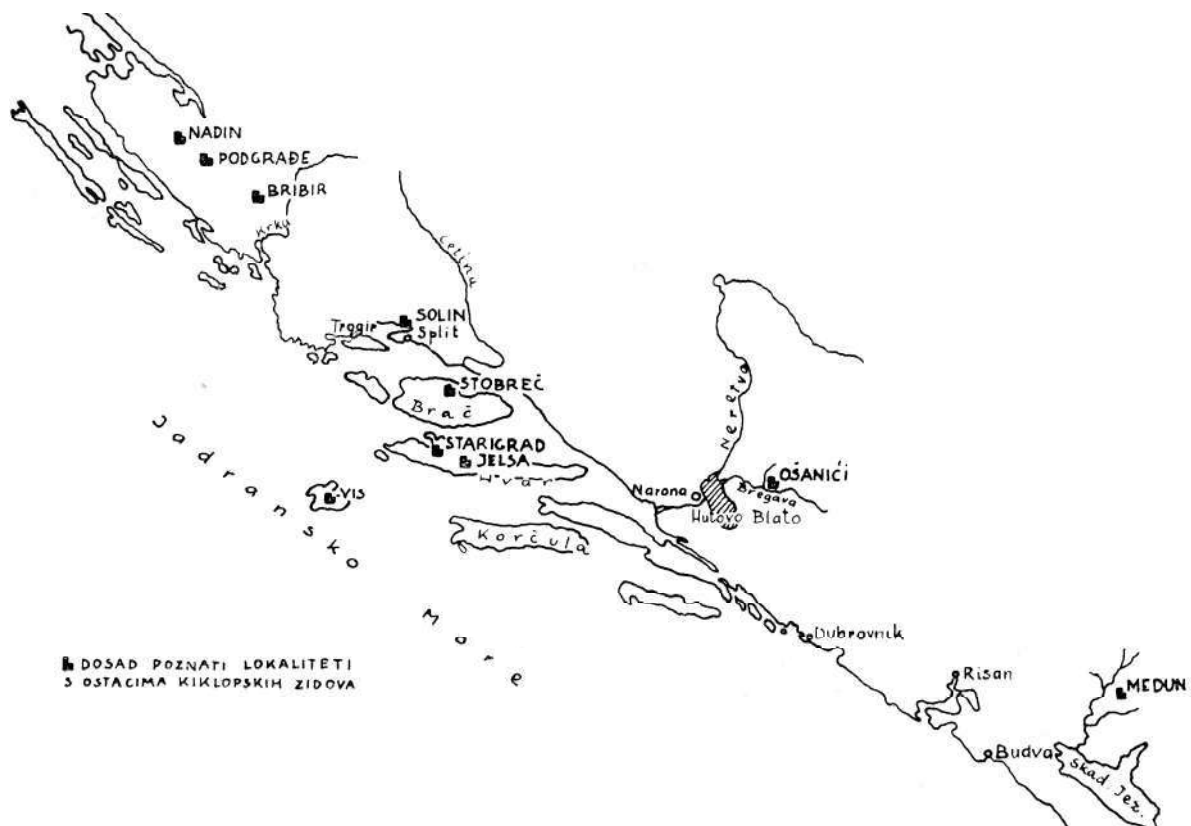 NADIN
PODGRAĐE
BRIBIR
Krka
Cetina
SOLIN
Trogir
Split
STOBREČ
Brač
STARIGRAD
JELSA
Hvar
VIS
Neretva
OŠANIĆI
Narona
Bregava
Hutovo Blato
Korčula
Jadransko More
Dubrovnik
DOSAD POZNATI LOKALITETI
S OSTACIMA KIKLOPSKIH ZIDOVA
Risan
MEDUN
Budva
Skad. Jez.